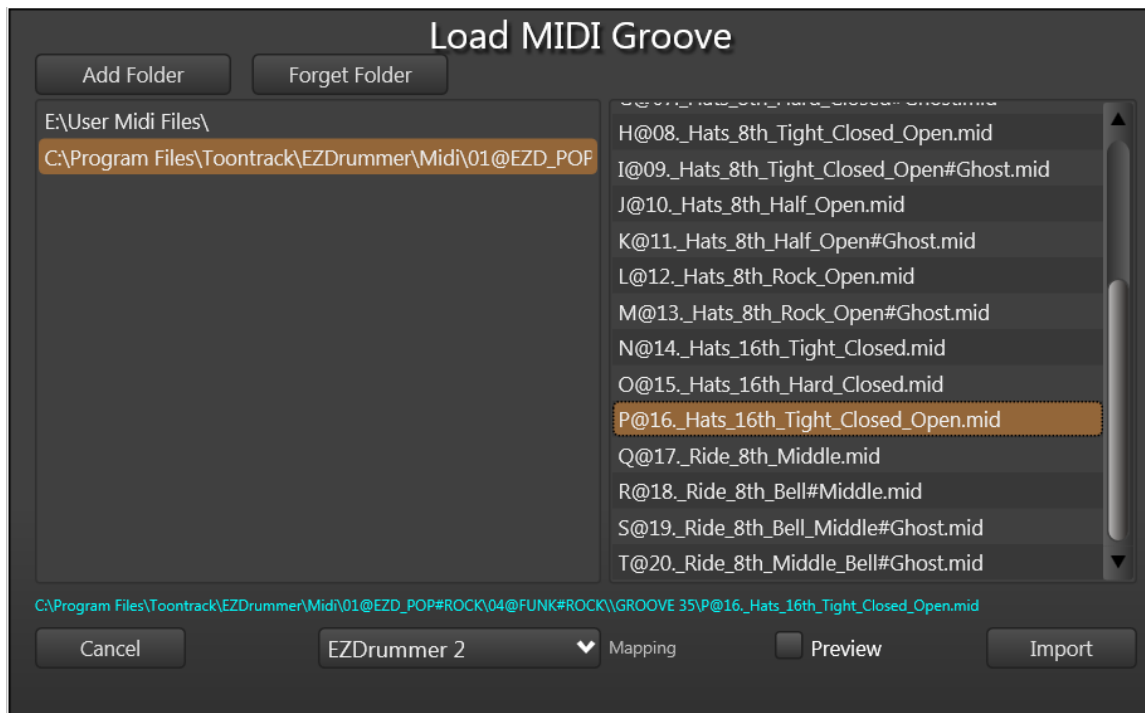 Load MIDI Groove
Add Folder
Forget Folder
E:\User Midi Files\
C:\Program Files\Toontrack\EZDrummer\Midi\01@EZD_POP
G@07._Hats_8th_Hard_Closed#Ghost.mid
H@08._Hats_8th_Tight_Closed_Open.mid
I@09._Hats_8th_Tight_Closed_Open#Ghost.mid
J@10._Hats_8th_Half_Open.mid
K@11._Hats_8th_Half_Open#Ghost.mid
L@12._Hats_8th_Rock_Open.mid
M@13._Hats_8th_Rock_Open#Ghost.mid
N@14._Hats_16th_Tight_Closed.mid
O@15._Hats_16th_Hard_Closed.mid
P@16._Hats_16th_Tight_Closed_Open.mid
Q@17._Ride_8th_Middle.mid
R@18._Ride_8th_Bell#Middle.mid
S@19._Ride_8th_Bell_Middle#Ghost.mid
T@20._Ride_8th_Middle_Bell#Ghost.mid
C:\Program Files\Toontrack\EZDrummer\Midi\01@EZD_POP#ROCK\04@FUNK#ROCK\\GROOVE 35\P@16._Hats_16th_Tight_Closed_Open.mid
Cancel
EZDrummer 2
Mapping
Preview
Import